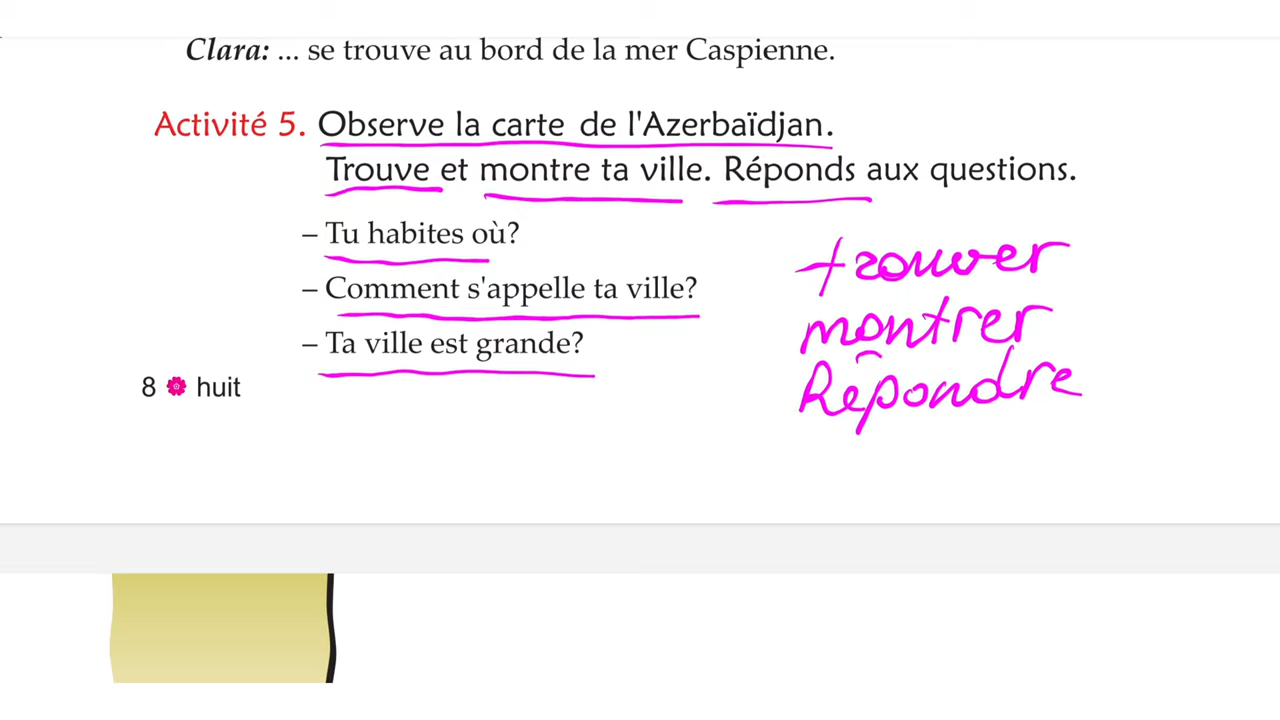 Clara: ... se trouve au bord de la mer Caspienne.
Activité 5. Observe la carte de l'Azerbaïdjan.
Trouve et montre ta ville. Réponds aux questions.
– Tu habites où?
– Comment s'appelle ta ville?
– Ta ville est grande?
trouver
montrer
Répondre
8 huit